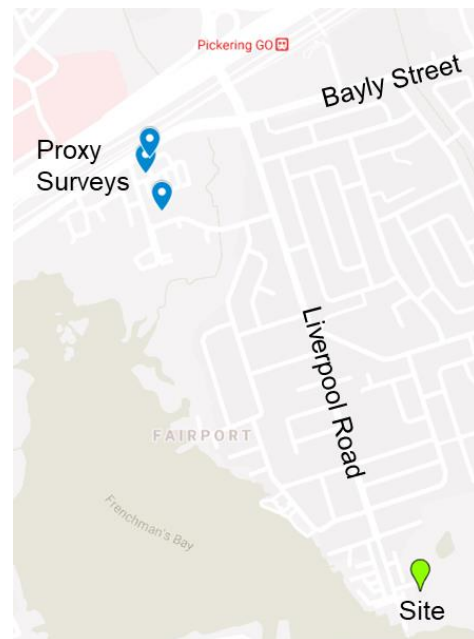 Pickering GO
Bayly Street
Proxy
Surveys
Liverpool Road
FAIRPORT
Frenchman's Bay
Site